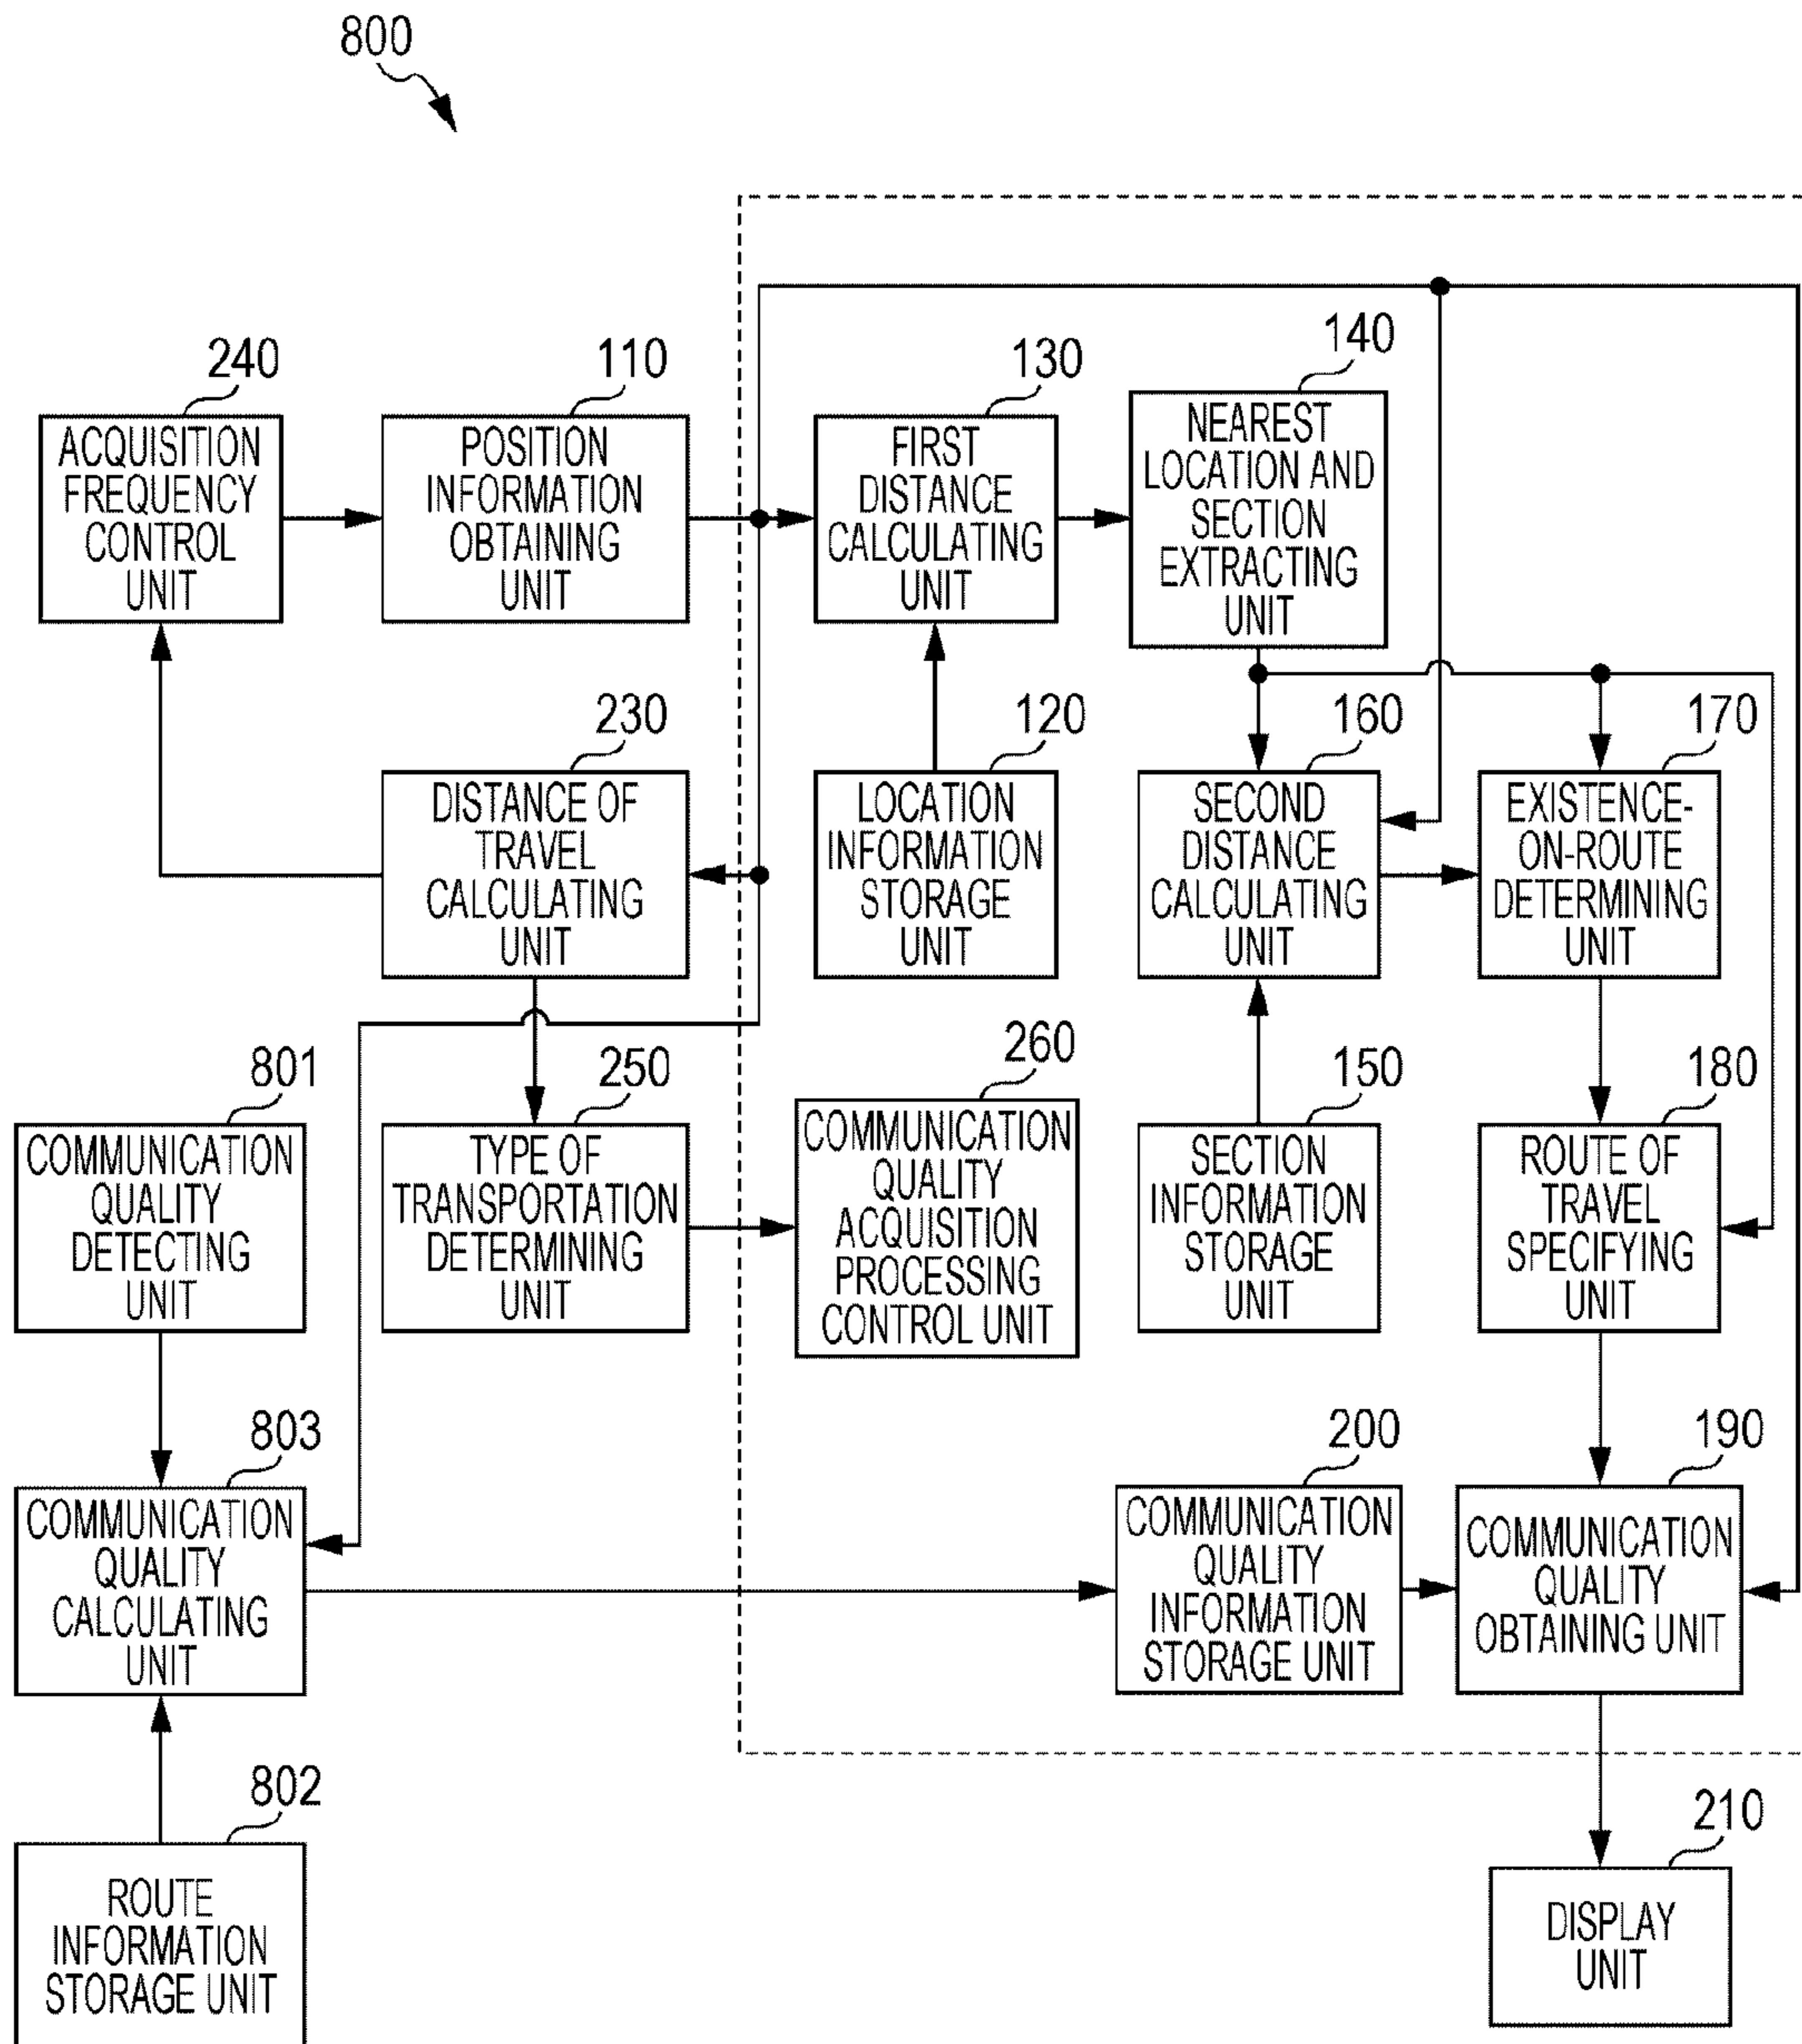 800
240
ACQUISITION
FREQUENCY
CONTROL
UNIT
110
POSITION
INFORMATION
OBTAINING
UNIT
130
FIRST
DISTANCE
CALCULATING
UNIT
140
NEAREST
LOCATION AND
SECTION
EXTRACTING
UNIT
230
DISTANCE OF
TRAVEL
CALCULATING
UNIT
120
LOCATION
INFORMATION
STORAGE
UNIT
160
SECOND
DISTANCE
CALCULATING
UNIT
170
EXISTENCE-
ON-ROUTE
DETERMINING
UNIT
801
COMMUNICATION
QUALITY
DETECTING
UNIT
250
TYPE OF
TRANSPORTATION
DETERMINING
UNIT
260
COMMUNICATION
QUALITY
ACQUISITION
PROCESSING
CONTROL UNIT
150
SECTION
INFORMATION
STORAGE
UNIT
180
ROUTE OF
TRAVEL
SPECIFYING
UNIT
803
COMMUNICATION
QUALITY
CALCULATING
UNIT
200
COMMUNICATION
QUALITY
INFORMATION
STORAGE UNIT
190
COMMUNICATION
QUALITY
OBTAINING UNIT
802
ROUTE
INFORMATION
STORAGE UNIT
210
DISPLAY
UNIT